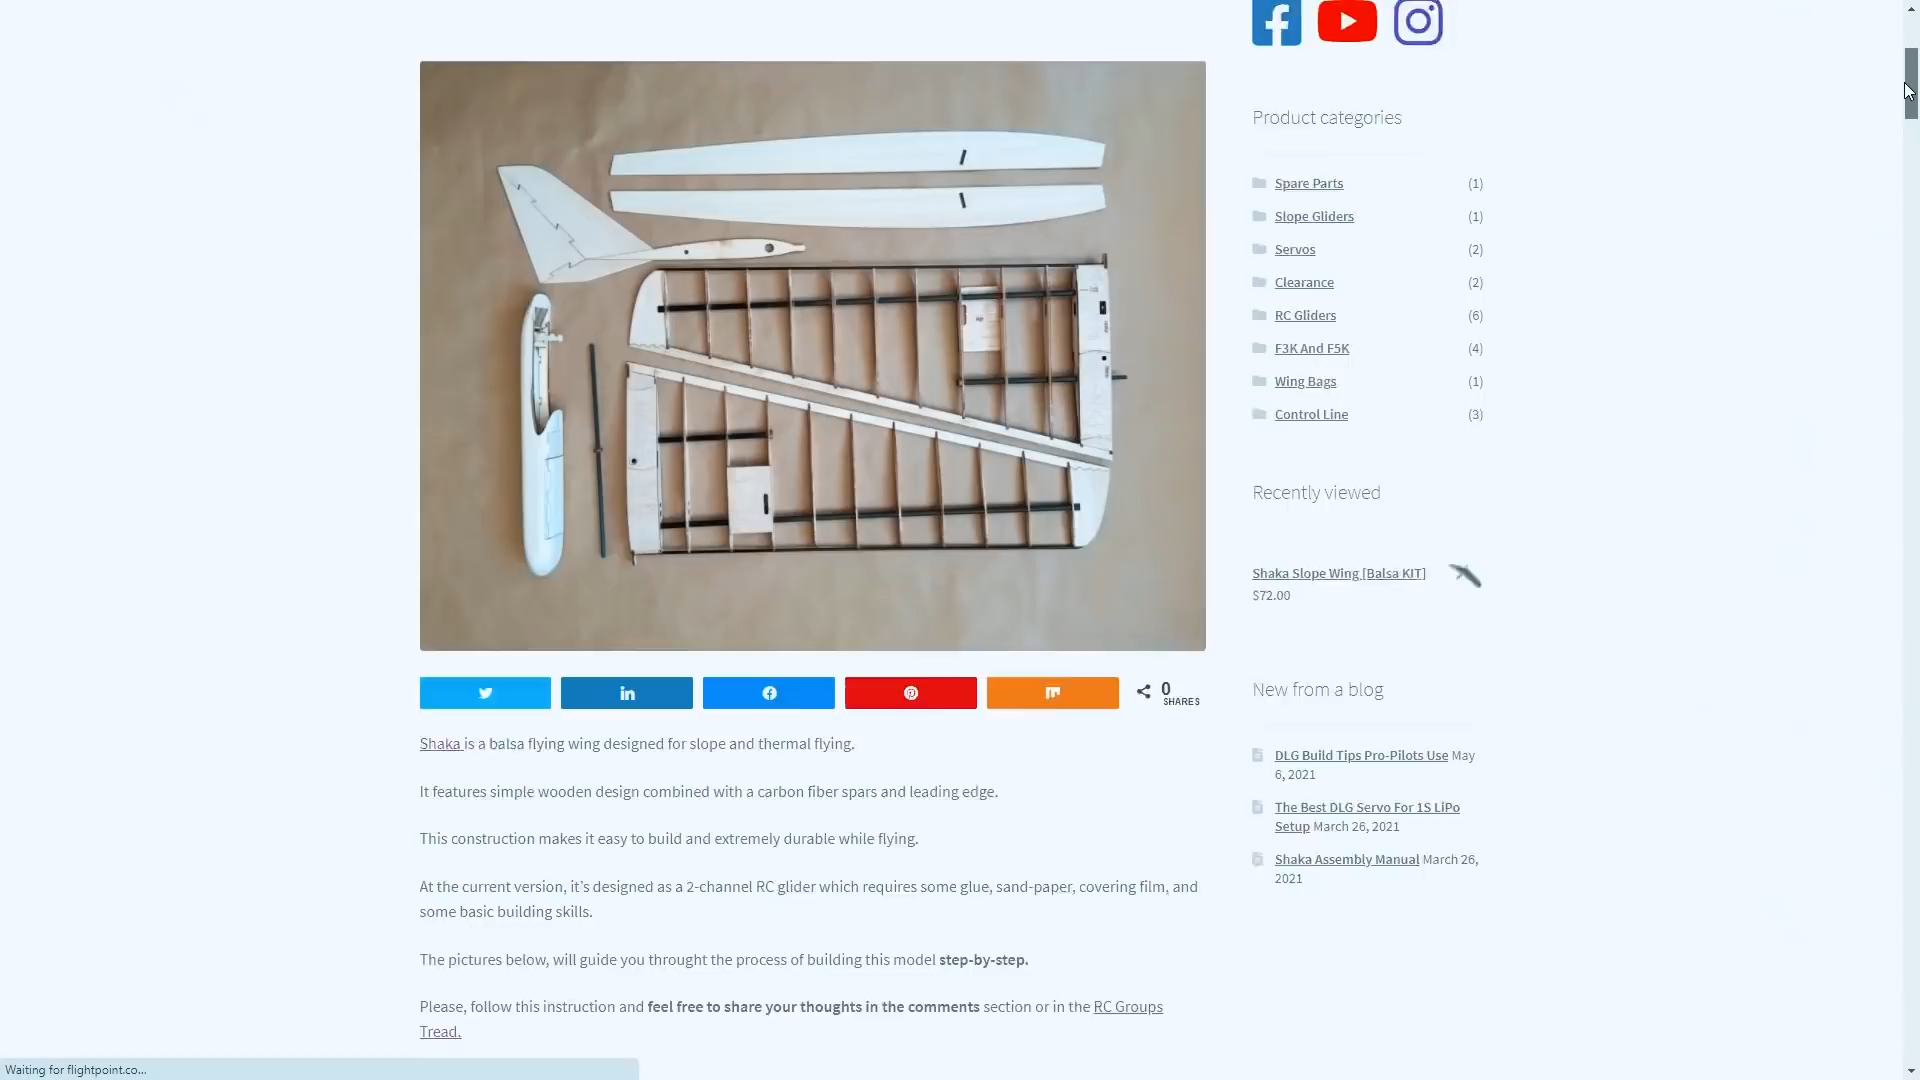 0
SHARES
Shaka is a balsa flying wing designed for slope and thermal flying.
It features simple wooden design combined with a carbon fiber spars and leading edge.
This construction makes it easy to build and extremely durable while flying.
At the current version, it's designed as a 2-channel RC glider which requires some glue, sand-paper, covering film, and
some basic building skills.
The pictures below, will guide you throught the process of building this model step-by-step.
Please, follow this instruction and feel free to share your thoughts in the comments section or in the RC Groups
Tread.
Product categories
Spare Parts (1)
Slope Gliders (1)
Servos (2)
Clearance (2)
RC Gliders (6)
F3K And F5K (4)
Wing Bags (1)
Control Line (3)
Recently viewed
Shaka Slope Wing [Balsa KIT]
$72.00
New from a blog
DLG Build Tips Pro-Pilots Use May
6, 2021
The Best DLG Servo For 1S LiPo
Setup March 26, 2021
Shaka Assembly Manual March 26,
2021
Waiting for flightpoint.co...